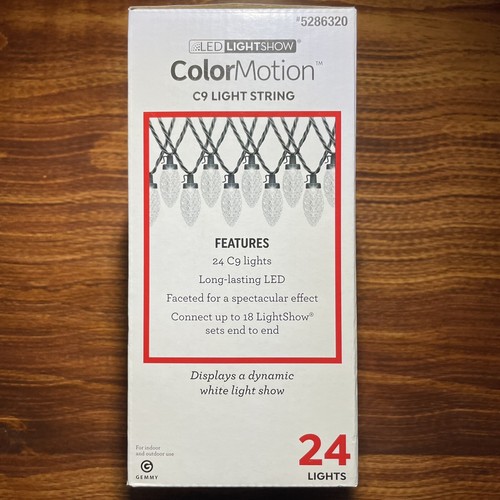 #5286320
LED LIGHTSHOW®
ColorMotion™
C9 LIGHT STRING
FEATURES
24 C9 lights
Long-lasting LED
Faceted for a spectacular effect
Connect up to 18 LightShow®
sets end to end
Displays a dynamic
white light show
For indoor
and outdoor use
GEMMY
24
LIGHTS